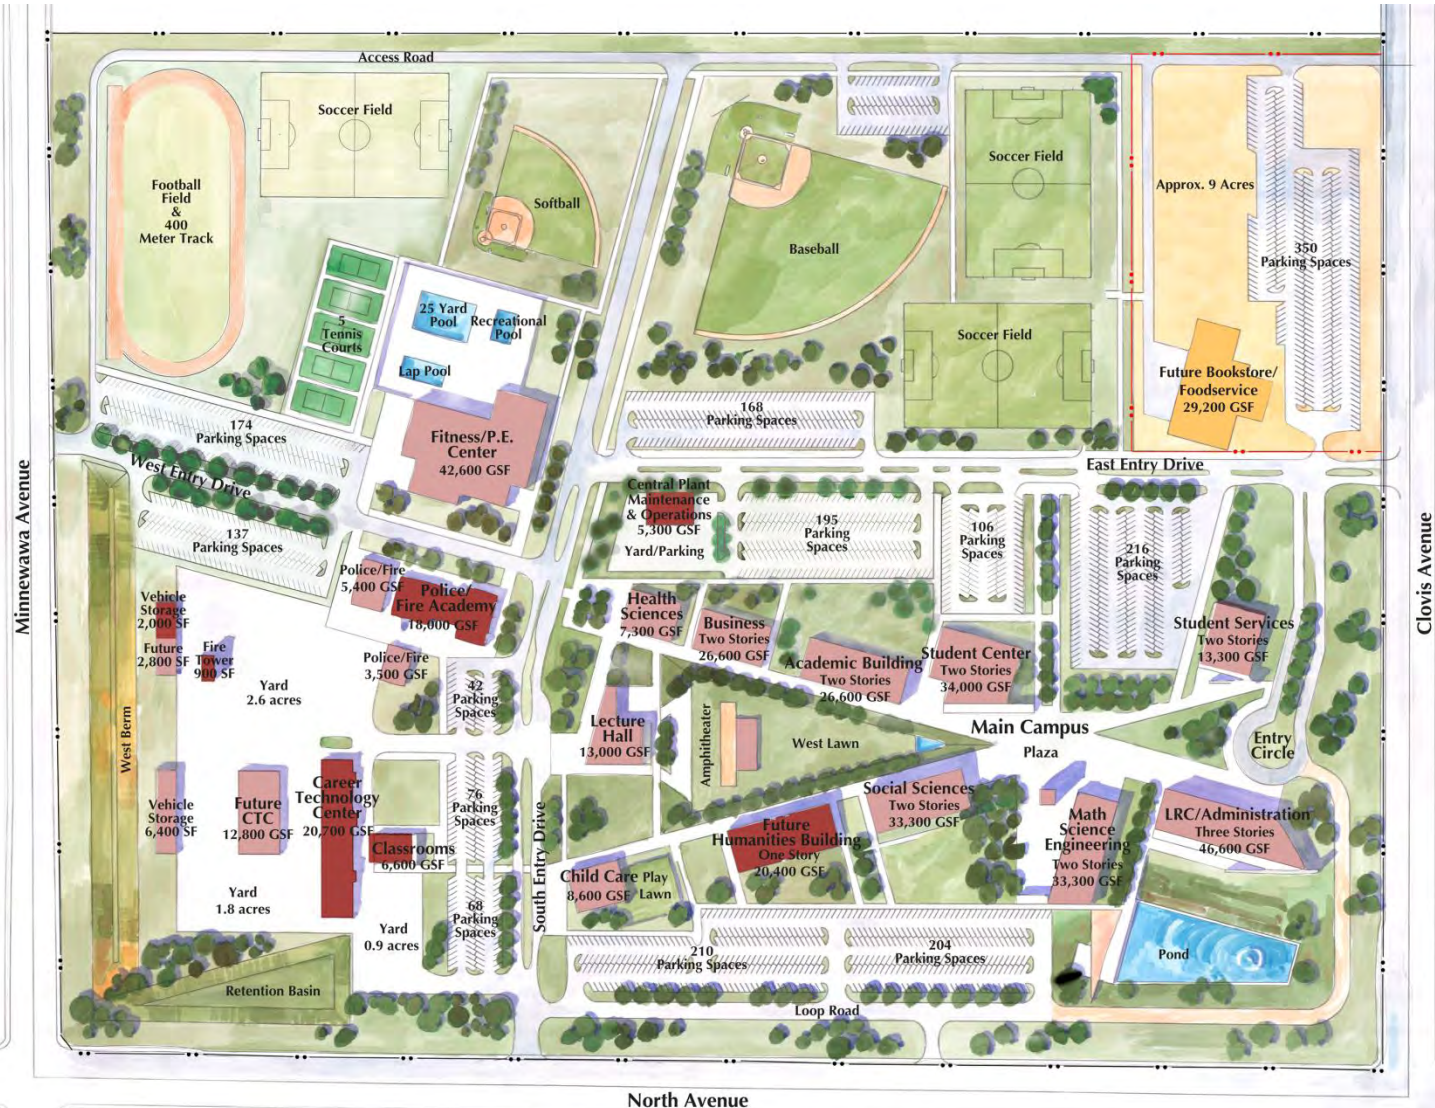 Access Road
Soccer Field
Football
Field
&
400
Meter Track
Softball
Baseball
Soccer Field
Approx. 9 Acres
350
Parking Spaces
5
Tennis
Courts
25 Yard
Pool
Recreational
Pool
Lap Pool
Soccer Field
Future Bookstore/
Foodservice
29,200 GSF
174
Parking Spaces
Fitness/P.E.
Center
42,600 GSF
168
Parking Spaces
West Entry Drive
East Entry Drive
Minnewawa Avenue
Clovis Avenue
137
Parking Spaces
Central Plant
Maintenance
& Operations
5,300 GSF
Yard/Parking
195
Parking
Spaces
106
Parking
Spaces
216
Parking
Spaces
Police/Fire
5,400 GSF
Police/
Fire Academy
18,000 GSF
Vehicle
Storage
2,000 SF
Future
2,800 SF
Fire
Tower
900 SF
Yard
2.6 acres
Police/Fire
3,500 GSF
42
Parking
Spaces
Health
Sciences
7,300 GSF
Business
Two Stories
26,600 GSF
Academic Building
Two Stories
26,600 GSF
Student Center
Two Stories
34,000 GSF
Student Services
Two Stories
13,300 GSF
West Berm
Lecture
Hall
13,000 GSF
Amphitheater
West Lawn
Main Campus
Plaza
Entry
Circle
Vehicle
Storage
6,400 SF
Future
CTC
12,800 GSF
Career
Technology
Center
20,700 GSF
Classrooms
6,600 GSF
76
Parking
Spaces
South Entry Drive
Social Sciences
Two Stories
33,300 GSF
Future
Humanities Building
One Story
20,400 GSF
Math
Science
Engineering
Two Stories
33,300 GSF
LRC/Administration
Three Stories
46,600 GSF
Child Care
8,600 GSF
Play
Lawn
Yard
1.8 acres
Yard
0.9 acres
68
Parking
Spaces
210
Parking Spaces
204
Parking Spaces
Pond
Retention Basin
Loop Road
North Avenue